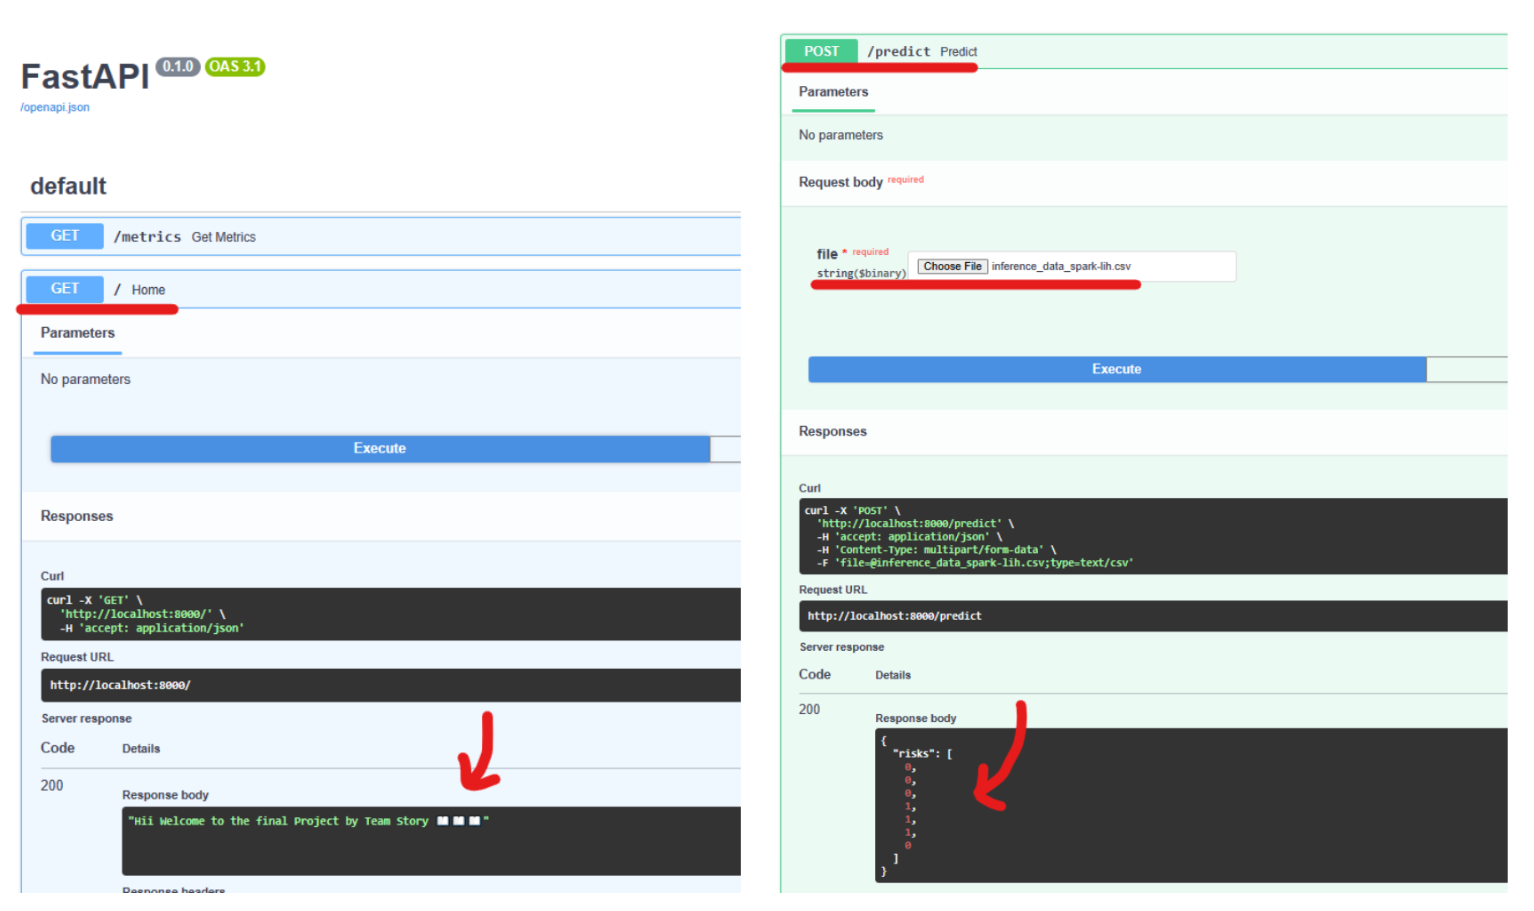 FastAPI 0.1.0 OAS 3.1
/openapi.json
default
GET /metrics Get Metrics
GET / Home
Parameters
No parameters
Execute
Responses
Curl
curl -X 'GET' \
'http://localhost:8000/' \
-H 'accept: application/json'
Request URL
http://localhost:8000/
Server response
Code Details
200
Response body
"Hii Welcome to the final Project by Team Story 📖📖📖"
Response headers
POST /predict Predict
Parameters
No parameters
Request body required
file * required
string($binary) Choose File inference_data_spark-lih.csv
Execute
Responses
Curl
curl -X 'POST' \
'http://localhost:8000/predict' \
-H 'accept: application/json' \
-H 'Content-Type: multipart/form-data' \
-F 'file=@inference_data_spark-lih.csv;type=text/csv'
Request URL
http://localhost:8000/predict
Server response
Code Details
200
Response body
{
"risks": [
0,
0,
0,
1,
1,
1,
0
]
}